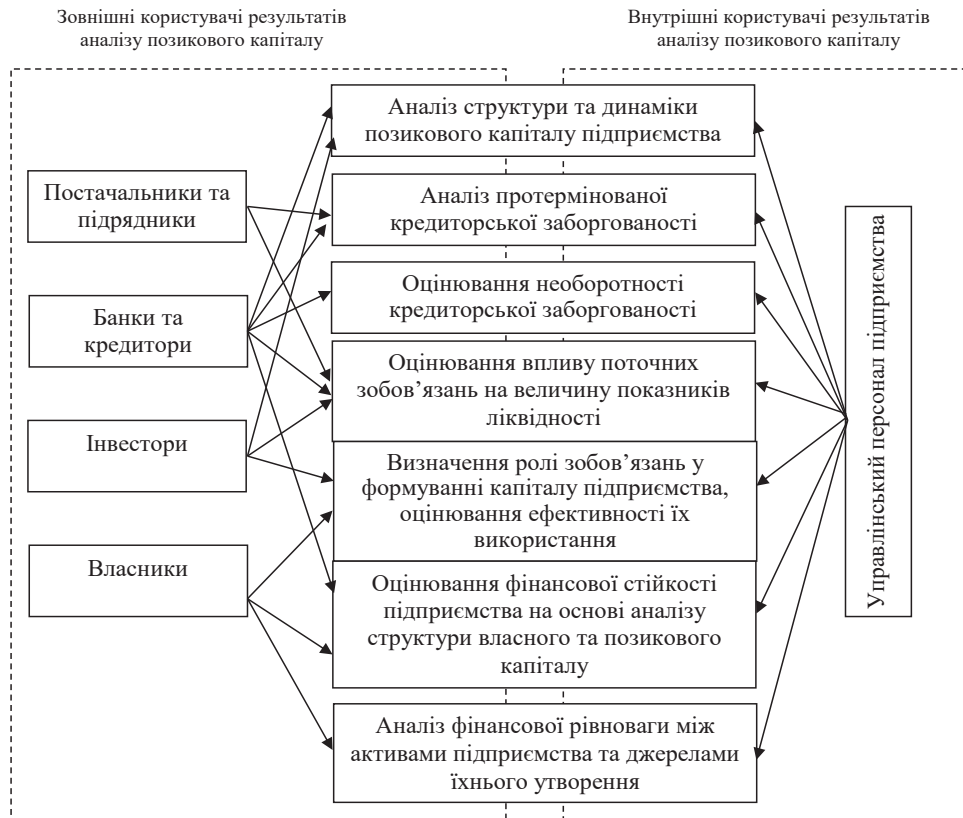 Зовнішні користувачі результатів
аналізу позикового капіталу
Внутрішні користувачі результатів
аналізу позикового капіталу
Аналіз структури та динаміки
позикового капіталу підприємства
Постачальники та
підрядники
Аналіз протермінованої
кредиторської заборгованості
Оцінювання необоротності
кредиторської заборгованості
Банки та
кредитори
Оцінювання впливу поточних
зобов’язань на величину показників
ліквідності
Інвестори
Визначення ролі зобов’язань у
формуванні капіталу підприємства,
оцінювання ефективності їх
використання
Власники
Оцінювання фінансової стійкості
підприємства на основі аналізу
структури власного та позикового
капіталу
Аналіз фінансової рівноваги між
активами підприємства та джерелами
їхнього утворення
Управлінський персонал підприємства